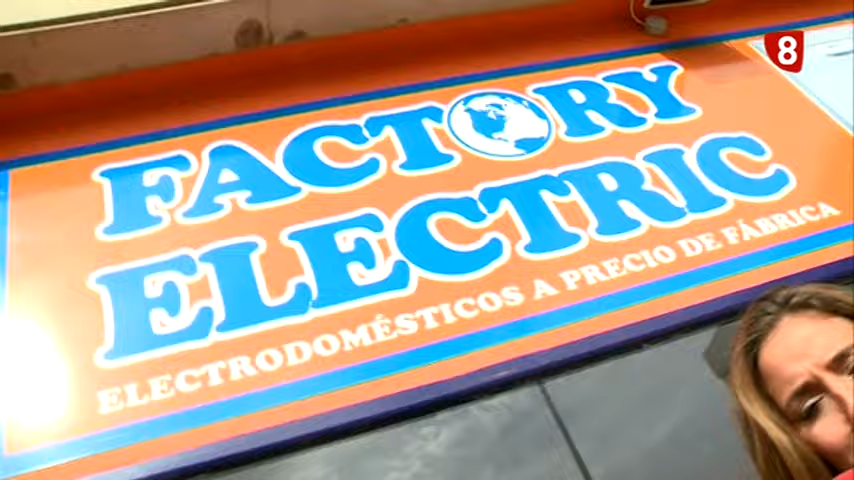 8
FACTORY
ELECTRIC
ELECTRODOMÉSTICOS A PRECIO DE FÁBRICA